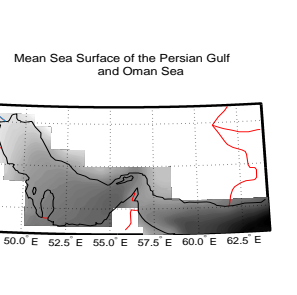 Mean Sea Surface of the Persian Gulf
and Oman Sea
50.0° E 52.5° E 55.0° E 57.5° E 60.0° E 62.5° E